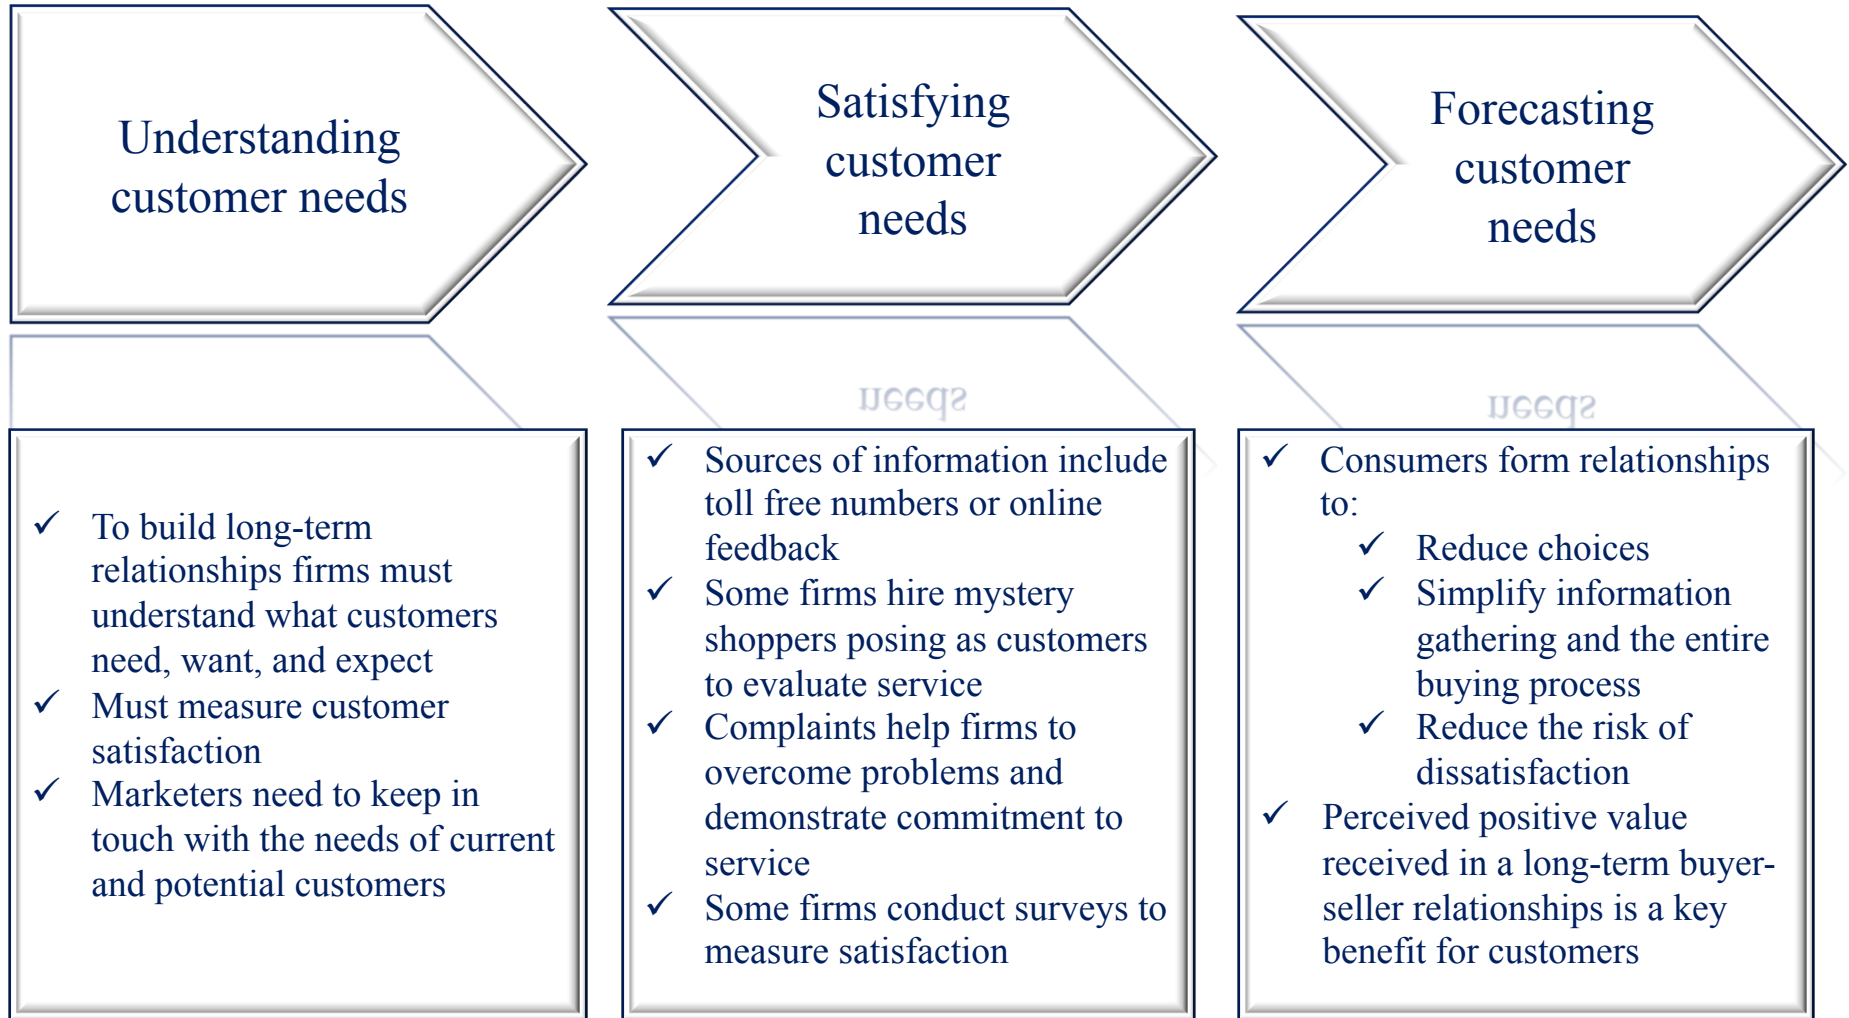 Understanding
customer needs
Satisfying
customer
needs
Forecasting
customer
needs
needs
needs
✓ To build long-term
relationships firms must
understand what customers
need, want, and expect
✓ Must measure customer
satisfaction
✓ Marketers need to keep in
touch with the needs of current
and potential customers
✓ Sources of information include
toll free numbers or online
feedback
✓ Some firms hire mystery
shoppers posing as customers
to evaluate service
✓ Complaints help firms to
overcome problems and
demonstrate commitment to
service
✓ Some firms conduct surveys to
measure satisfaction
✓ Consumers form relationships
to:
✓ Reduce choices
✓ Simplify information
gathering and the entire
buying process
✓ Reduce the risk of
dissatisfaction
✓ Perceived positive value
received in a long-term buyer-
seller relationships is a key
benefit for customers